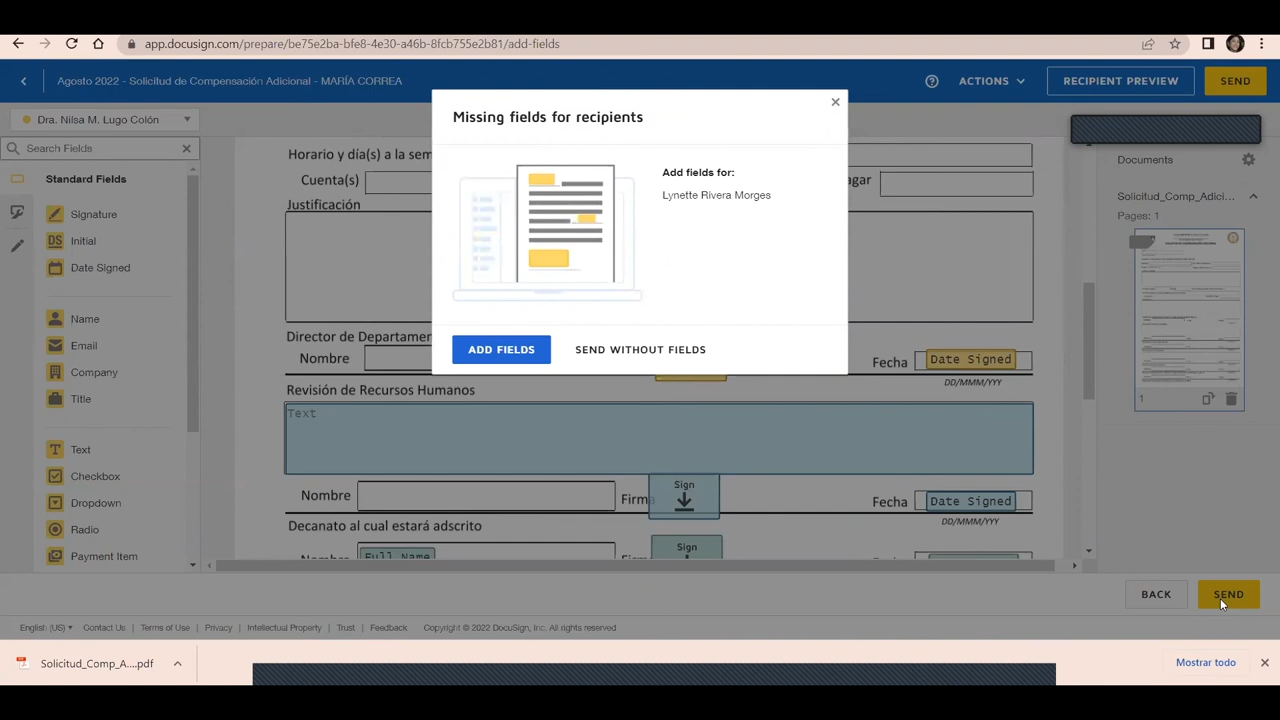 app.docusign.com/prepare/be75e2ba-bfe8-4e30-a46b-8fcb755e2b81/add-fields
Agosto 2022 - Solicitud de Compensación Adicional - MARÍA CORREA
ACTIONS
RECIPIENT PREVIEW
SEND
Dra. Nilsa M. Lugo Colón
Search Fields
Standard Fields
Signature
DS Initial
Date Signed
Name
Email
Company
Title
Text
Checkbox
Dropdown
Radio
Payment Item
Horario y día(s) a la sem
Cuenta(s)
agar
Justificación
Director de Departamen
Nombre
Fecha
Date Signed
DD/MMM/YYY
Revisión de Recursos Humanos
Text
Nombre
Firma
Sign
Fecha
Date Signed
DD/MMM/YYY
Decanato al cual estará adscrito
Full Name
Sign
Missing fields for recipients
Add fields for:
Lynette Rivera Morges
ADD FIELDS
SEND WITHOUT FIELDS
Documents
Solicitud_Comp_Adici...
Pages: 1
1
BACK
SEND
English (US)
Contact Us
Terms of Use
Privacy
Intellectual Property
Trust
Feedback
Copyright © 2022 DocuSign, Inc. All rights reserved
Solicitud_Comp_A....pdf
Mostrar todo